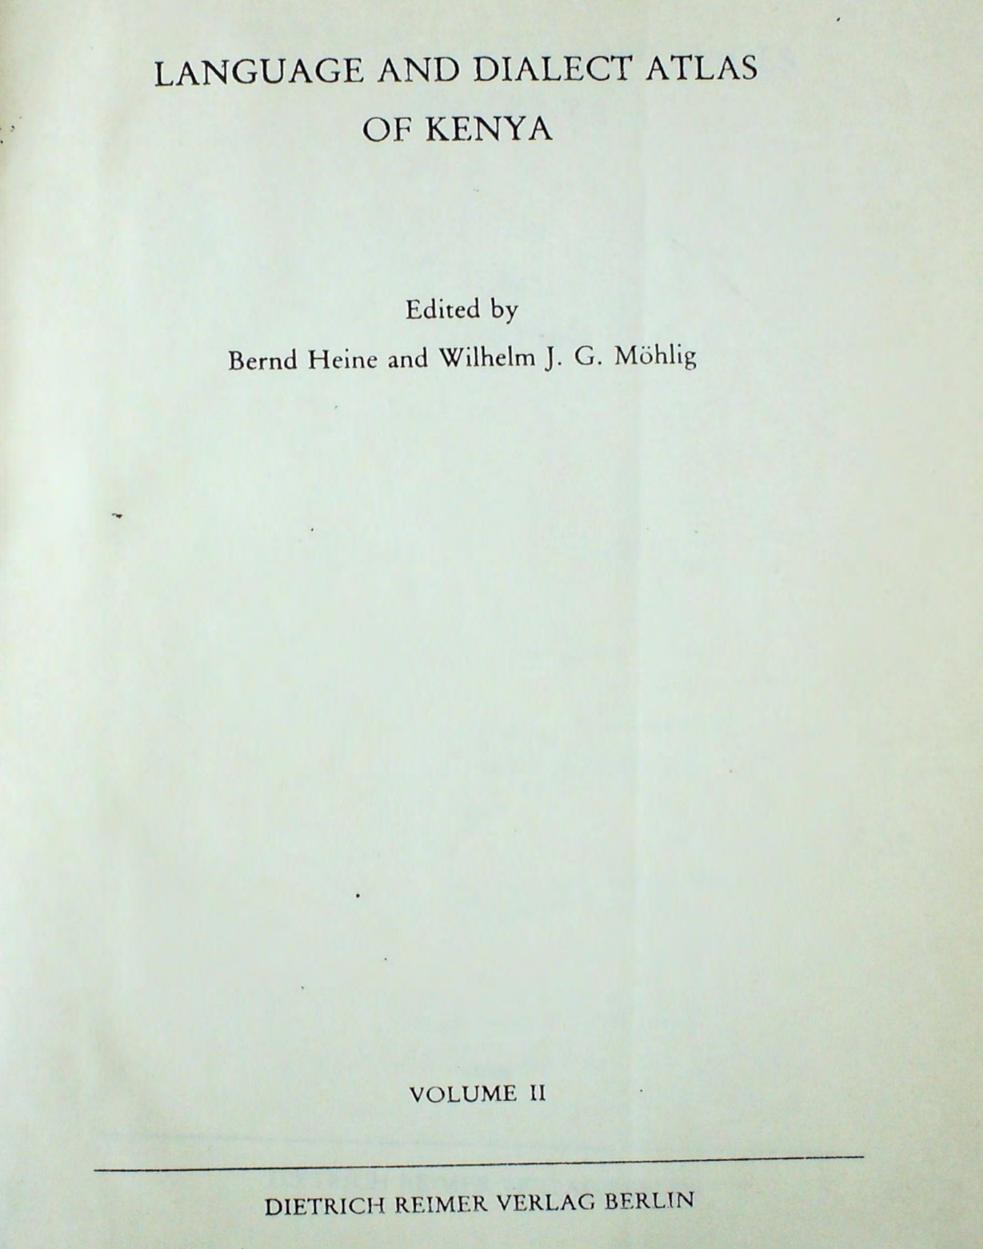 LANGUAGE AND DIALECT ATLAS
OF KENYA
Edited by
Bernd Heine and Wilhelm J. G. Möhlig
VOLUME II
DIETRICH REIMER VERLAG BERLIN